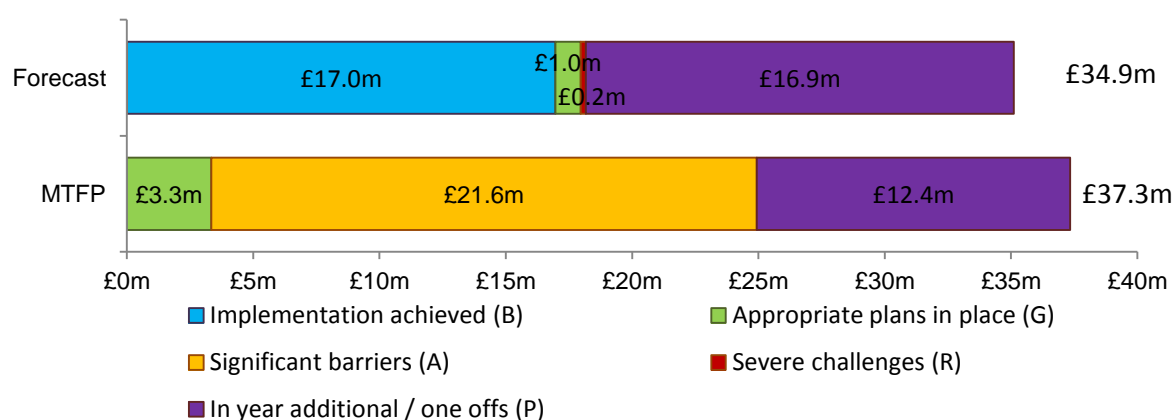 Forecast
£17.0m
£1.0m
£0.2m
£16.9m
£34.9m
MTFP
£3.3m
£21.6m
£12.4m
£37.3m
£0m £5m £10m £15m £20m £25m £30m £35m £40m
Implementation achieved (B) Appropriate plans in place (G)
Significant barriers (A) Severe challenges (R)
In year additional / one offs (P)